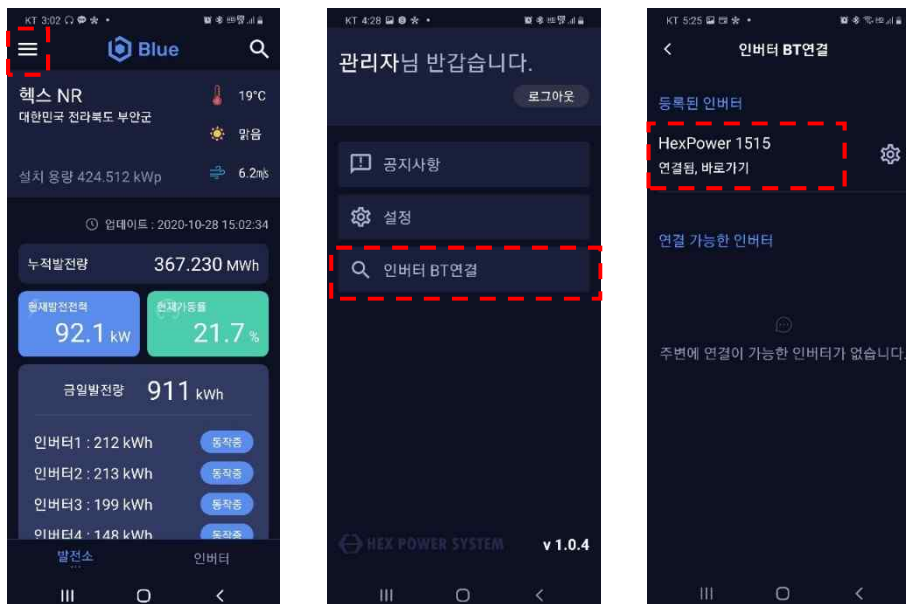 KT 3:02
Blue
헥스 NR
대한민국 전라북도 부안군
19°C
맑음
설치 용량 424.512 kWp
6.2㎧
업데이트 : 2020-10-28 15:02:34
누적발전량 367.230 MWh
현재발전전력
92.1 kW
현재가동률
21.7 %
금일발전량 911 kWh
인버터1 : 212 kWh 동작중
인버터2 : 213 kWh 동작중
인버터3 : 199 kWh 동작중
인버터4 : 148 kWh 동작중
발전소 인버터
KT 4:28
관리자님 반갑습니다.
로그아웃
공지사항
설정
인버터 BT연결
HEX POWER SYSTEM v 1.0.4
KT 5:25
인버터 BT연결
등록된 인버터
HexPower 1515
연결됨, 바로가기
연결 가능한 인버터
주변에 연결이 가능한 인버터가 없습니다.